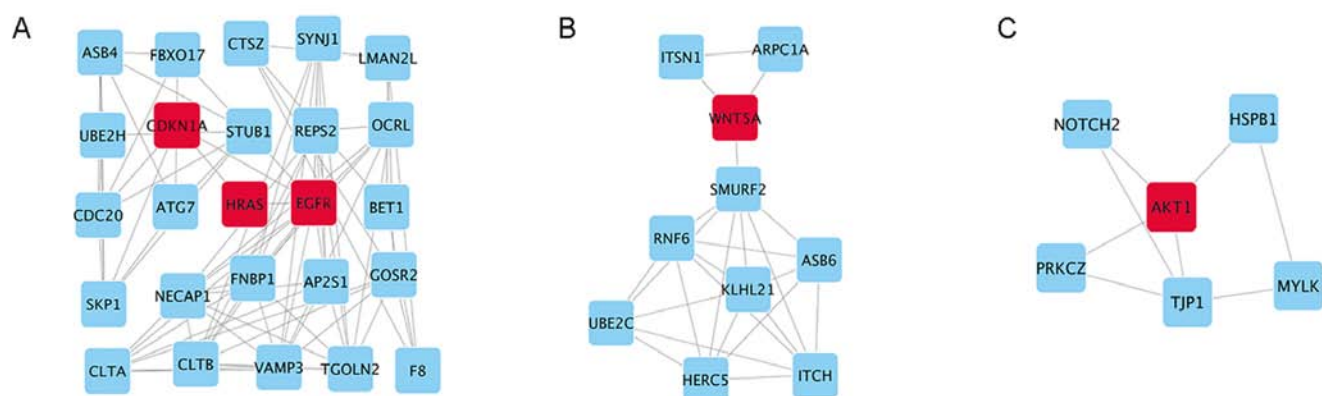 A
ASB4
FBXO17
CTSZ
SYNJ1
LMAN2L
UBE2H
CDKN1A
STUB1
REPS2
OCRL
CDC20
ATG7
HRAS
EGFR
BET1
SKP1
NECAP1
FNBP1
AP2S1
GOSR2
CLTA
CLTB
VAMP3
TGOLN2
F8
B
ITSN1
ARPC1A
WNT5A
SMURF2
RNF6
ASB6
KLHL21
UBE2C
HERC5
ITCH
C
NOTCH2
HSPB1
AKT1
PRKCZ
TJP1
MYLK